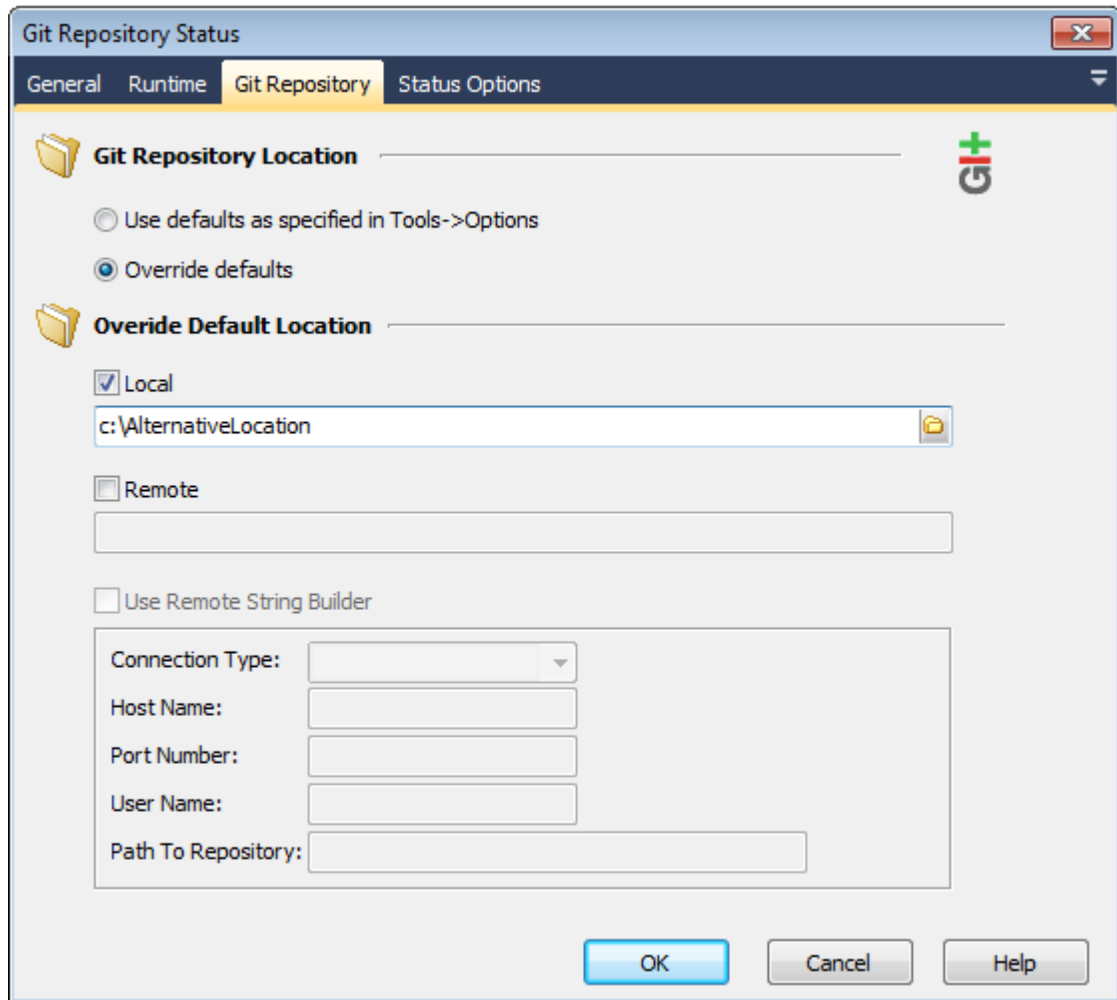 Git Repository Status
General Runtime Git Repository Status Options
Git Repository Location
GIt
Use defaults as specified in Tools->Options
Override defaults
Overide Default Location
Local
c:\AlternativeLocation
Remote
Use Remote String Builder
Connection Type:
Host Name:
Port Number:
User Name:
Path To Repository:
OK Cancel Help